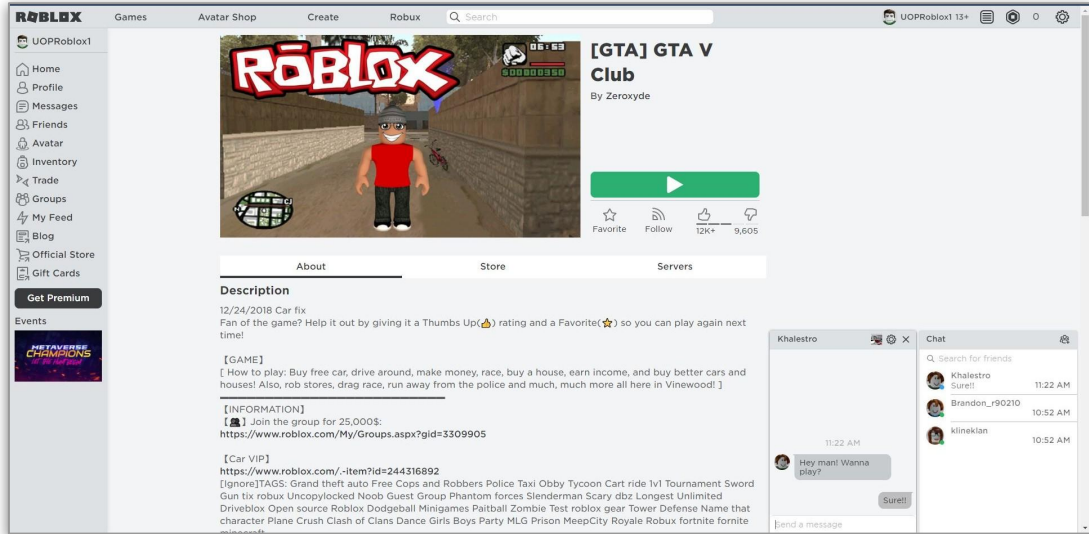 ROBLOX Games Avatar Shop Create Robux Search UOPRoblox1 13+ 0
UOPRoblox1
Home
Profile
Messages
Friends
Avatar
Inventory
Trade
Groups
My Feed
Blog
Official Store
Gift Cards
Get Premium
Events
METAVERSE
CHAMPIONS
ROBLOX
06:53
$00000350
CJ
[GTA] GTA V
Club
By Zeroxyde
Favorite Follow 12K+ 9,605
About Store Servers
Description
12/24/2018 Car fix
Fan of the game? Help it out by giving it a Thumbs Up(👍) rating and a Favorite(⭐) so you can play again next
time!
【GAME】
[ How to play: Buy free car, drive around, make money, race, buy a house, earn income, and buy better cars and
houses! Also, rob stores, drag race, run away from the police and much, much more all here in Vinewood! ]
【INFORMATION】
【👥】 Join the group for 25,000$:
https://www.roblox.com/My/Groups.aspx?gid=3309905
【Car VIP】
https://www.roblox.com/.-item?id=244316892
[Ignore]TAGS: Grand theft auto Free Cops and Robbers Police Taxi Obby Tycoon Cart ride 1v1 Tournament Sword
Gun tix robux Uncopylocked Noob Guest Group Phantom forces Slenderman Scary dbz Longest Unlimited
Driveblox Open source Roblox Dodgeball Minigames Paitball Zombie Test roblox gear Tower Defense Name that
character Plane Crush Clash of Clans Dance Girls Boys Party MLG Prison MeepCity Royale Robux fortnite fornite
minecraft
Khalestro
11:22 AM
Hey man! Wanna
play?
Sure!!
Send a message
Chat
Search for friends
Khalestro
Sure!! 11:22 AM
Brandon_r90210
10:52 AM
klineklan
10:52 AM